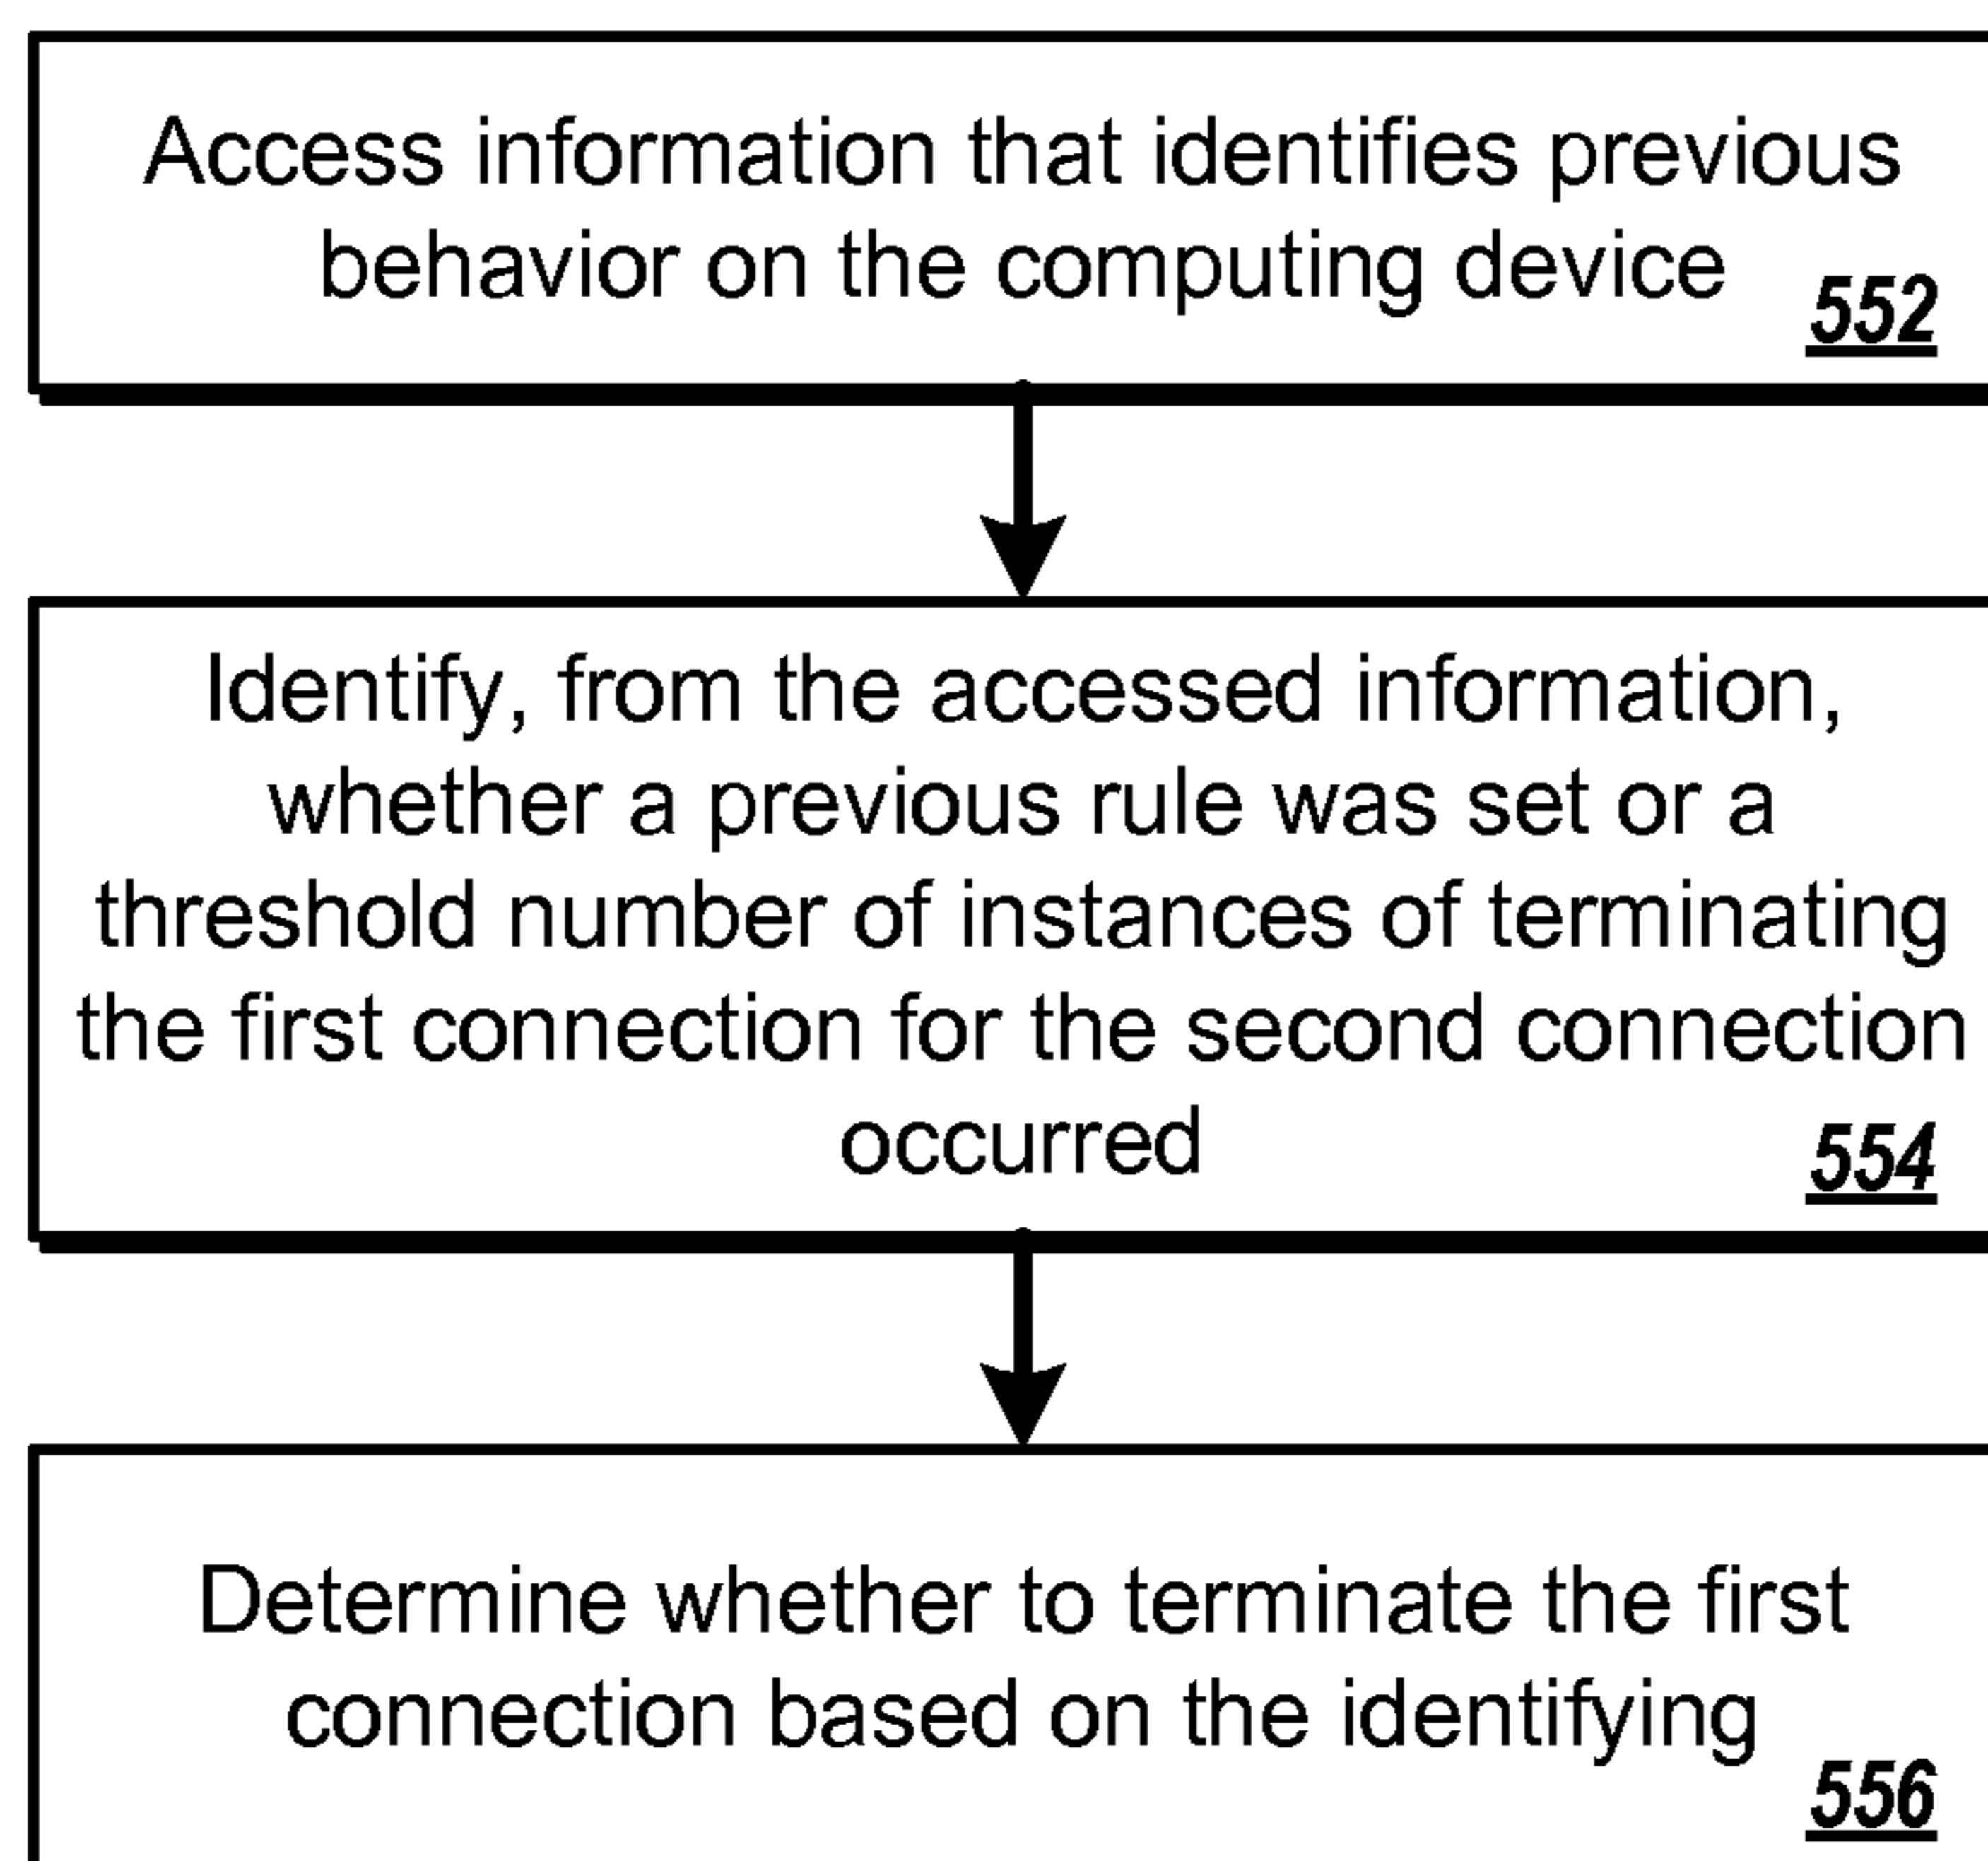 Access information that identifies previous
behavior on the computing device
552
Identify, from the accessed information,
whether a previous rule was set or a
threshold number of instances of terminating
the first connection for the second connection
occurred
554
Determine whether to terminate the first
connection based on the identifying
556